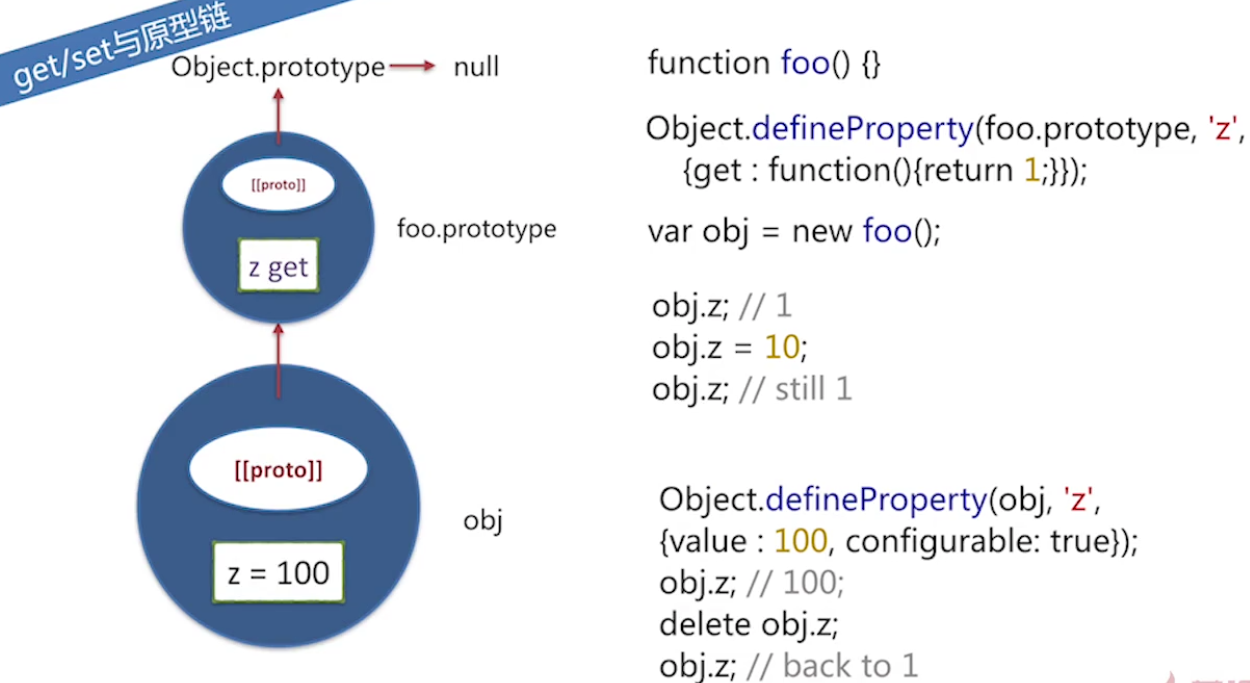 get/set与原型链
Object.prototype
null
[[proto]]
z get
foo.prototype
[[proto]]
z = 100
obj
function foo() {}
Object.defineProperty(foo.prototype, 'z',
{get : function(){return 1;}});
var obj = new foo();
obj.z; // 1
obj.z = 10;
obj.z; // still 1
Object.defineProperty(obj, 'z',
{value : 100, configurable: true});
obj.z; // 100;
delete obj.z;
obj.z; // back to 1